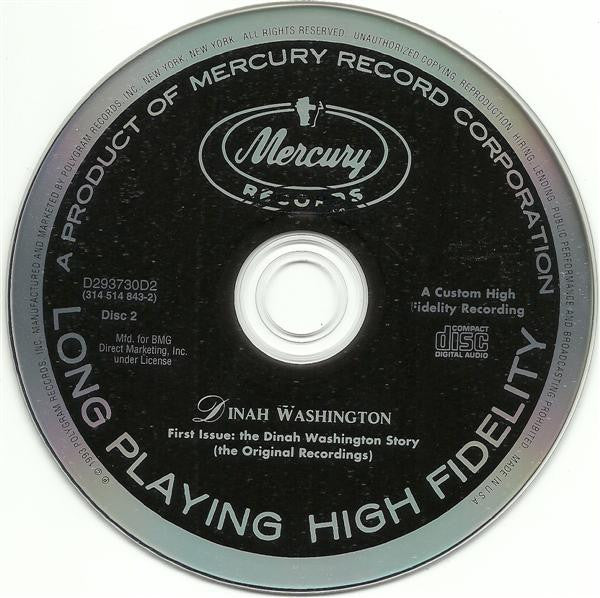 ℗ © 1993 POLYGRAM RECORDS, INC. MANUFACTURED AND MARKETED BY POLYGRAM RECORDS, INC., NEW YORK, NEW YORK. ALL RIGHTS RESERVED. UNAUTHORIZED COPYING, REPRODUCTION, HIRING, LENDING, PUBLIC PERFORMANCE AND BROADCASTING PROHIBITED. MADE IN U.S.A.
A PRODUCT OF MERCURY RECORD CORPORATION
Mercury
RECORDS
D293730D2
(314 514 843-2)
Disc 2
Mfd. for BMG
Direct Marketing, Inc.
under License
A Custom High
Fidelity Recording
COMPACT
disc
DIGITAL AUDIO
DINAH WASHINGTON
First Issue: the Dinah Washington Story
(the Original Recordings)
LONG PLAYING HIGH FIDELITY